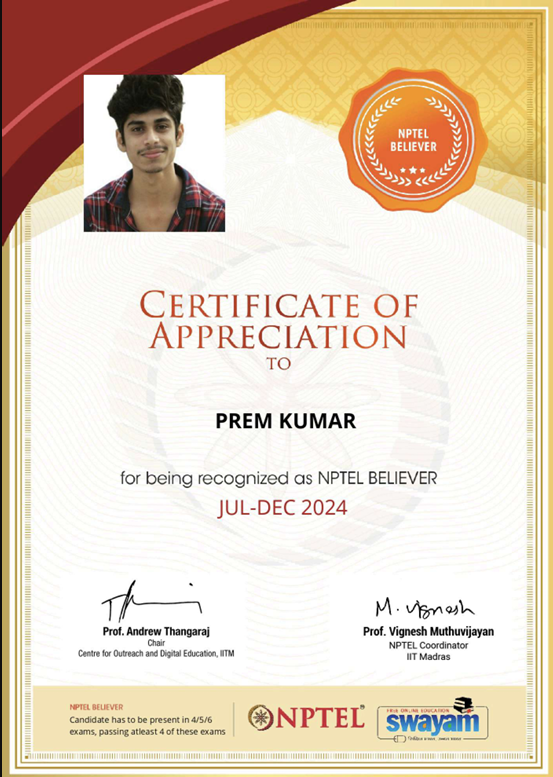 NPTEL
BELIEVER
CERTIFICATE OF
APPRECIATION
TO
PREM KUMAR
for being recognized as NPTEL BELIEVER
JUL-DEC 2024
M. Vignesh
Prof. Andrew Thangaraj
Chair
Centre for Outreach and Digital Education, IITM
Prof. Vignesh Muthuvijayan
NPTEL Coordinator
IIT Madras
NPTEL BELIEVER
Candidate has to be present in 4/5/6
exams, passing atleast 4 of these exams
NPTEL
FREE ONLINE EDUCATION
swayam